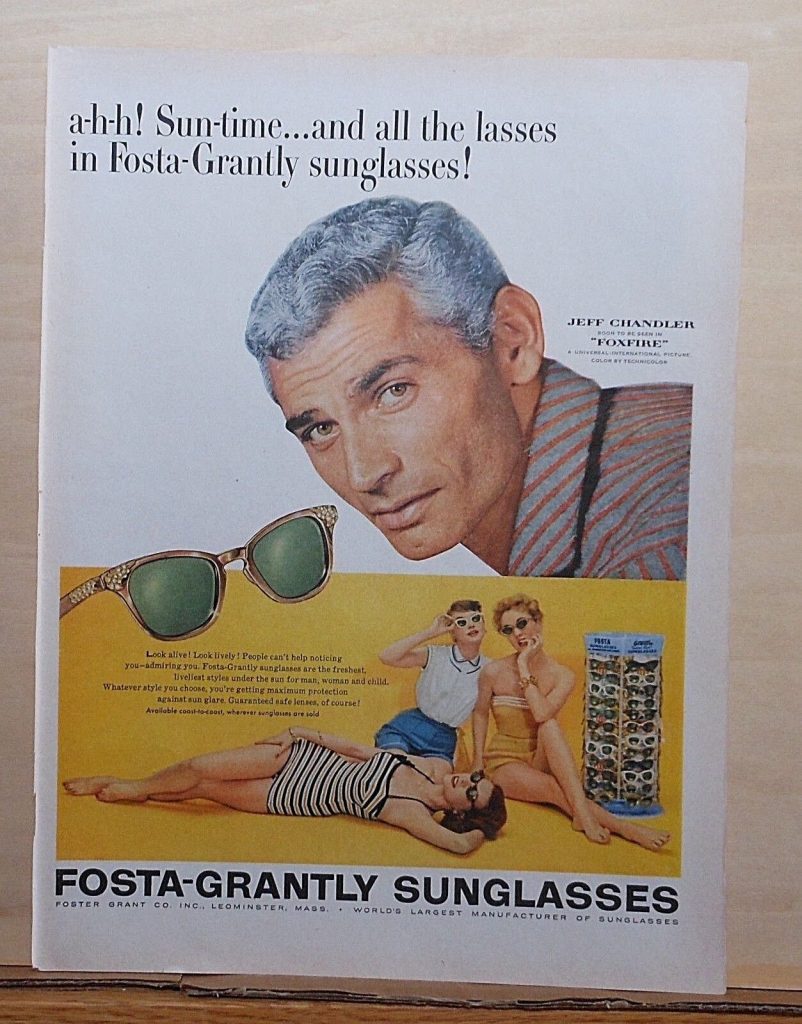 a-h-h! Sun-time...and all the lasses
in Fosta-Grantly sunglasses!
JEFF CHANDLER
SOON TO BE SEEN IN
"FOXFIRE"
A UNIVERSAL-INTERNATIONAL PICTURE
COLOR BY TECHNICOLOR
Look alive! Look lively! People can't help noticing
you—admiring you. Fosta-Grantly sunglasses are the freshest,
liveliest styles under the sun for man, woman and child.
Whatever style you choose, you're getting maximum protection
against sun glare. Guaranteed safe lenses, of course!
Available coast-to-coast, wherever sunglasses are sold
FOSTA Grantly
SUNGLASSES SUNGLASSES
FOSTA-GRANTLY SUNGLASSES
FOSTER GRANT CO. INC., LEOMINSTER, MASS. • WORLD'S LARGEST MANUFACTURER OF SUNGLASSES